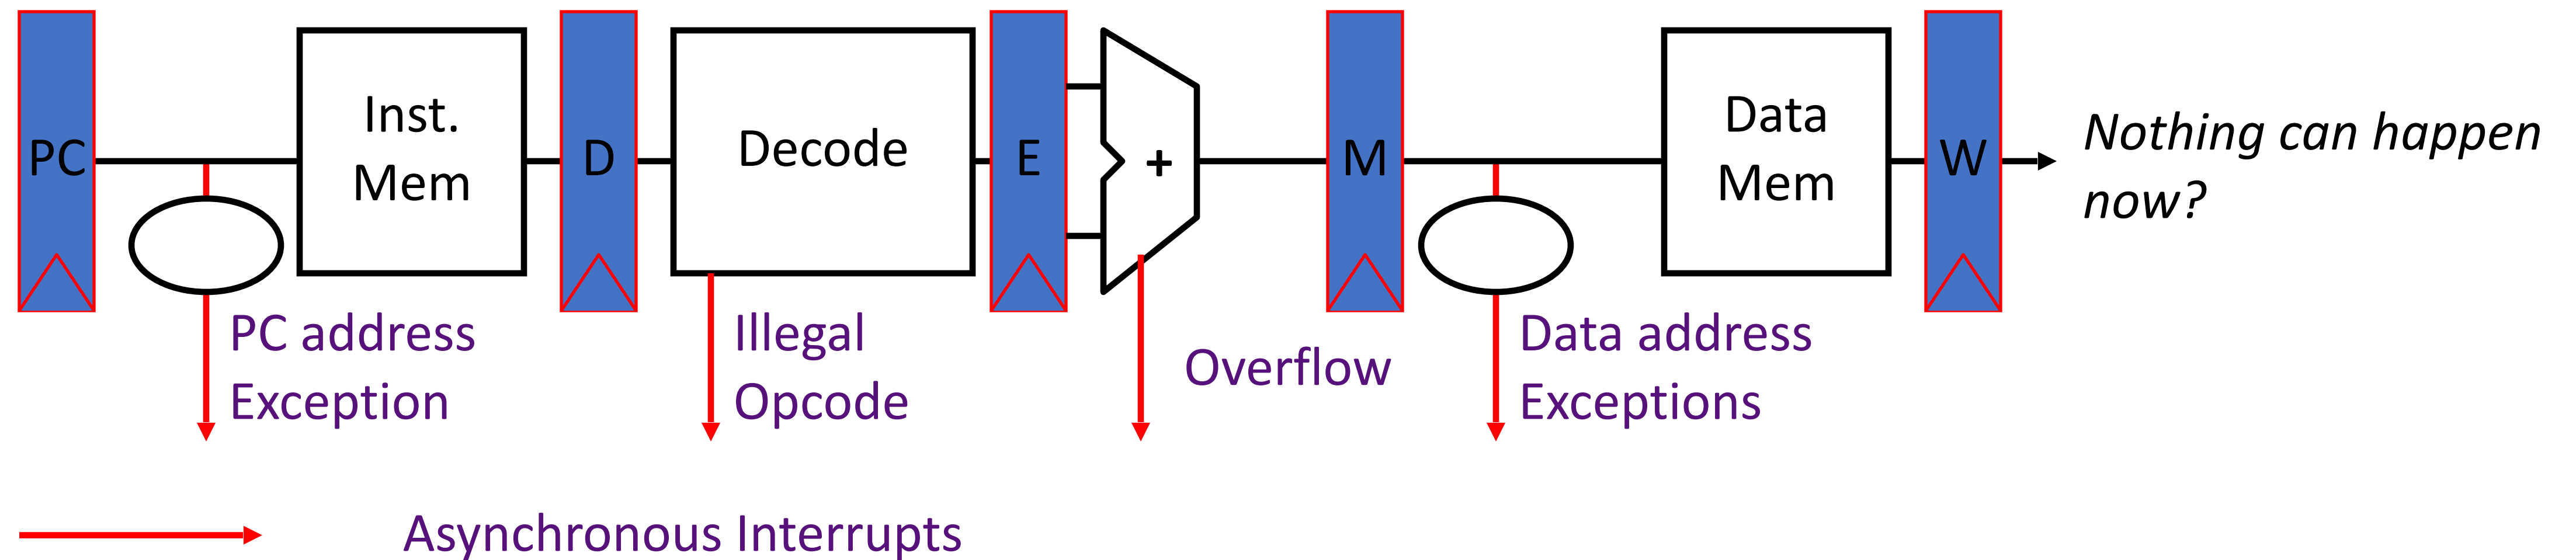 PC
Inst.
Mem
D
Decode
E
+
M
Data
Mem
W
Nothing can happen
now?
PC address
Exception
Illegal
Opcode
Overflow
Data address
Exceptions
Asynchronous Interrupts